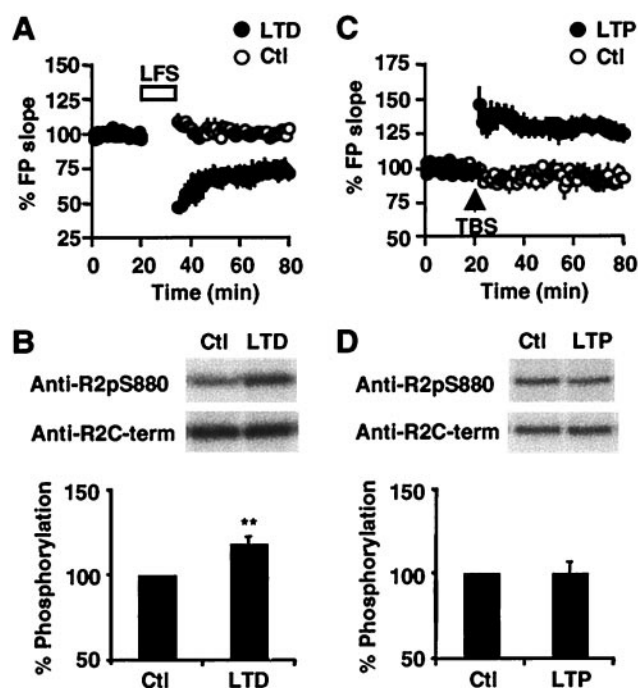 A
LTD
Ctl
LFS
% FP slope
150
125
100
75
50
25
0 20 40 60 80
Time (min)
C
LTP
Ctl
% FP slope
175
150
125
100
75
50
TBS
0 20 40 60 80
Time (min)
B
Ctl LTD
Anti-R2pS880
Anti-R2C-term
% Phosphorylation
150
100
50
**
Ctl LTD
D
Ctl LTP
Anti-R2pS880
Anti-R2C-term
% Phosphorylation
150
100
50
Ctl LTP